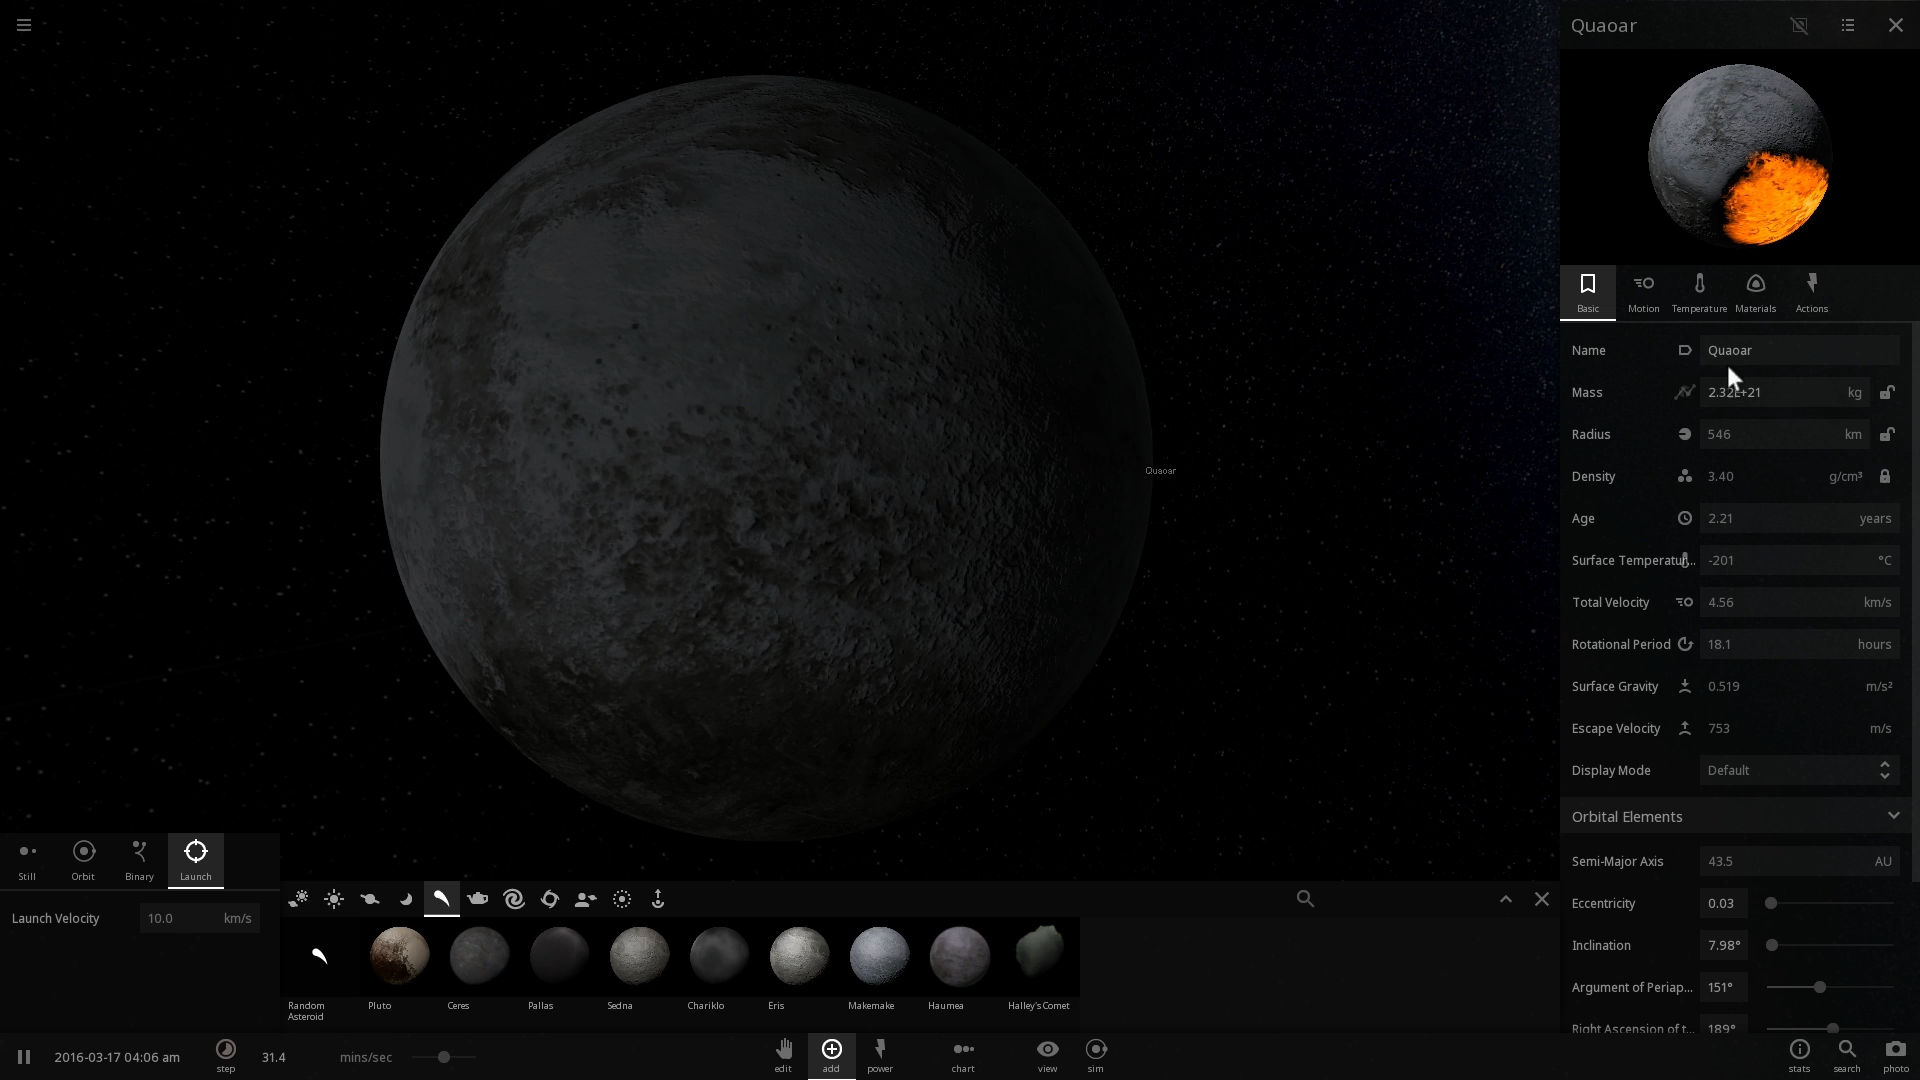 Quaoar
Basic
Motion
Temperature
Materials
Actions
Name
Quaoar
Mass
2.32E+21
kg
Radius
546
km
Density
3.40
g/cm³
Age
2.21
years
Surface Temperatur...
-201
°C
Total Velocity
4.56
km/s
Rotational Period
18.1
hours
Surface Gravity
0.519
m/s²
Escape Velocity
753
m/s
Display Mode
Default
Orbital Elements
Semi-Major Axis
43.5
AU
Eccentricity
0.03
Inclination
7.98°
Argument of Periap...
151°
Right Ascension of t...
189°
Quaoar
Still
Orbit
Binary
Launch
Launch Velocity
10.0
km/s
Random
Asteroid
Pluto
Ceres
Pallas
Sedna
Chariklo
Eris
Makemake
Haumea
Halley's Comet
2016-03-17 04:06 am
step
31.4
mins/sec
edit
add
power
chart
view
sim
stats
search
photo